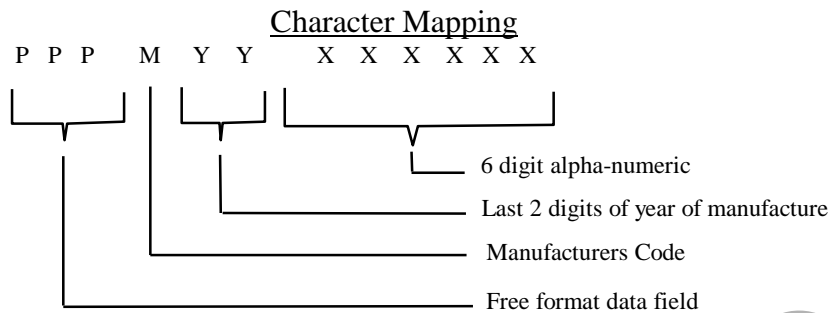 Character Mapping
P P P M Y Y X X X X X X
6 digit alpha-numeric
Last 2 digits of year of manufacture
Manufacturers Code
Free format data field